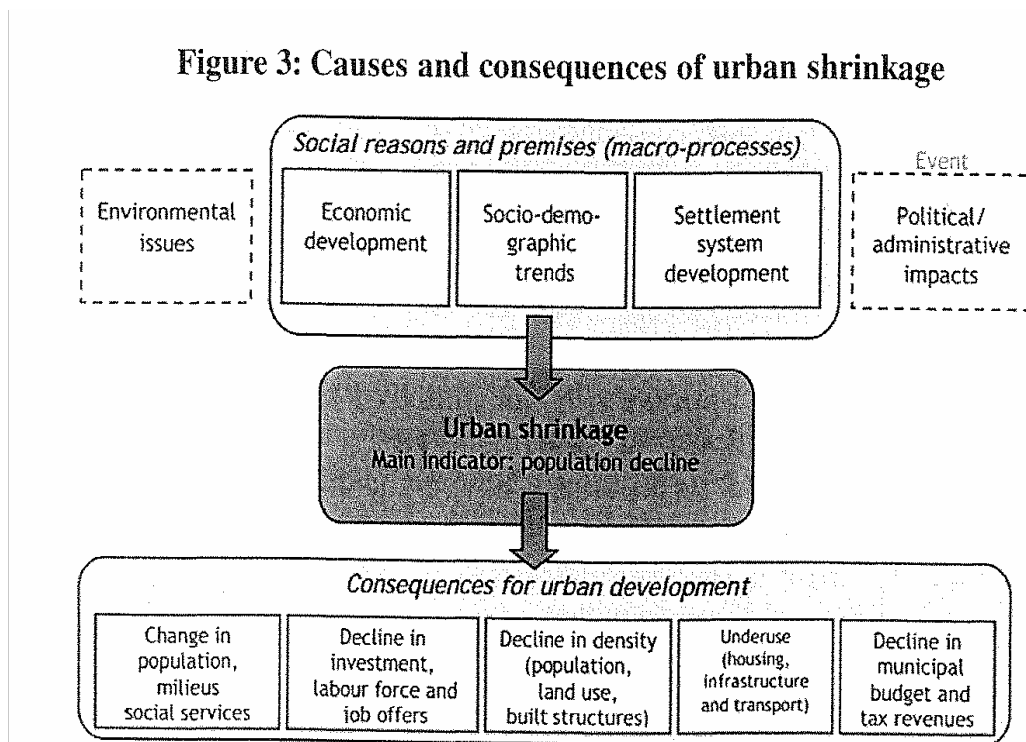 Figure 3: Causes and consequences of urban shrinkage
Social reasons and premises (macro-processes)
Event
Environmental
issues
Economic
development
Socio-demo-
graphic
trends
Settlement
system
development
Political/
administrative
impacts
Urban shrinkage
Main indicator: population decline
Consequences for urban development
Change in
population,
milieus
social services
Decline in
investment,
labour force and
job offers
Decline in density
(population,
land use,
built structures)
Underuse
(housing,
infrastructure
and transport)
Decline in
municipal
budget and
tax revenues